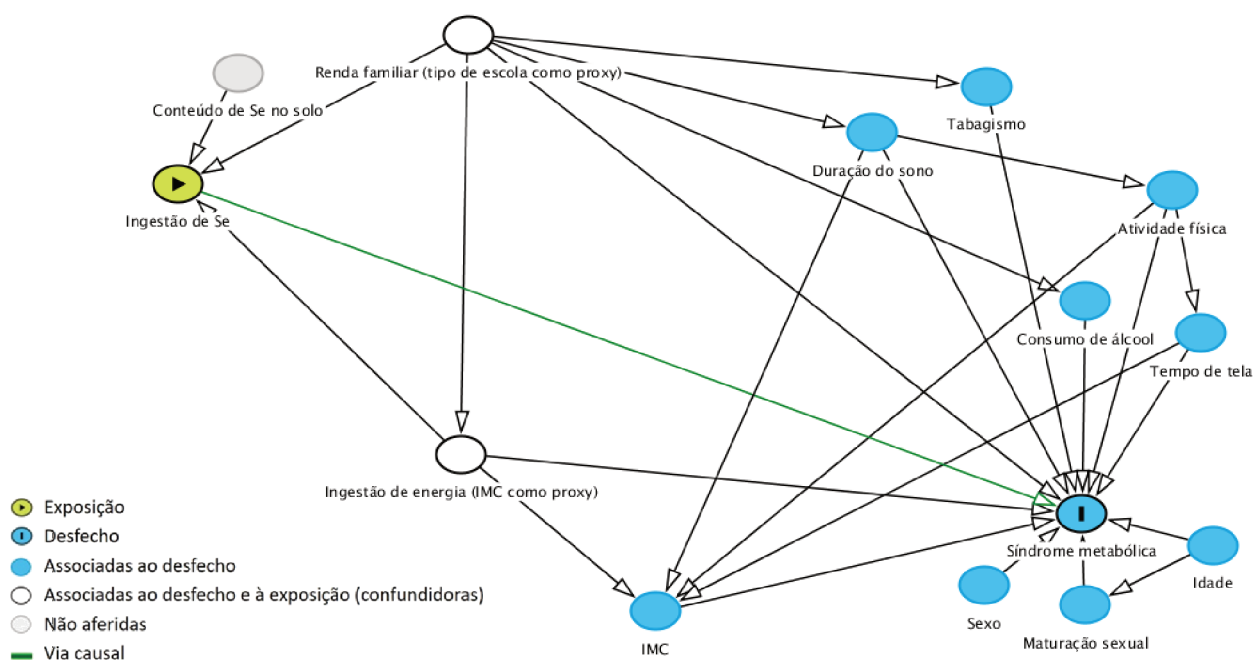 Renda familiar (tipo de escola como proxy)
Conteúdo de Se no solo
Tabagismo
Duração do sono
Ingestão de Se
Atividade física
Consumo de álcool
Tempo de tela
Ingestão de energia (IMC como proxy)
Síndrome metabólica
Idade
Sexo
Maturação sexual
IMC
Exposição
Desfecho
Associadas ao desfecho
Associadas ao desfecho e à exposição (confundidoras)
Não aferidas
Via causal